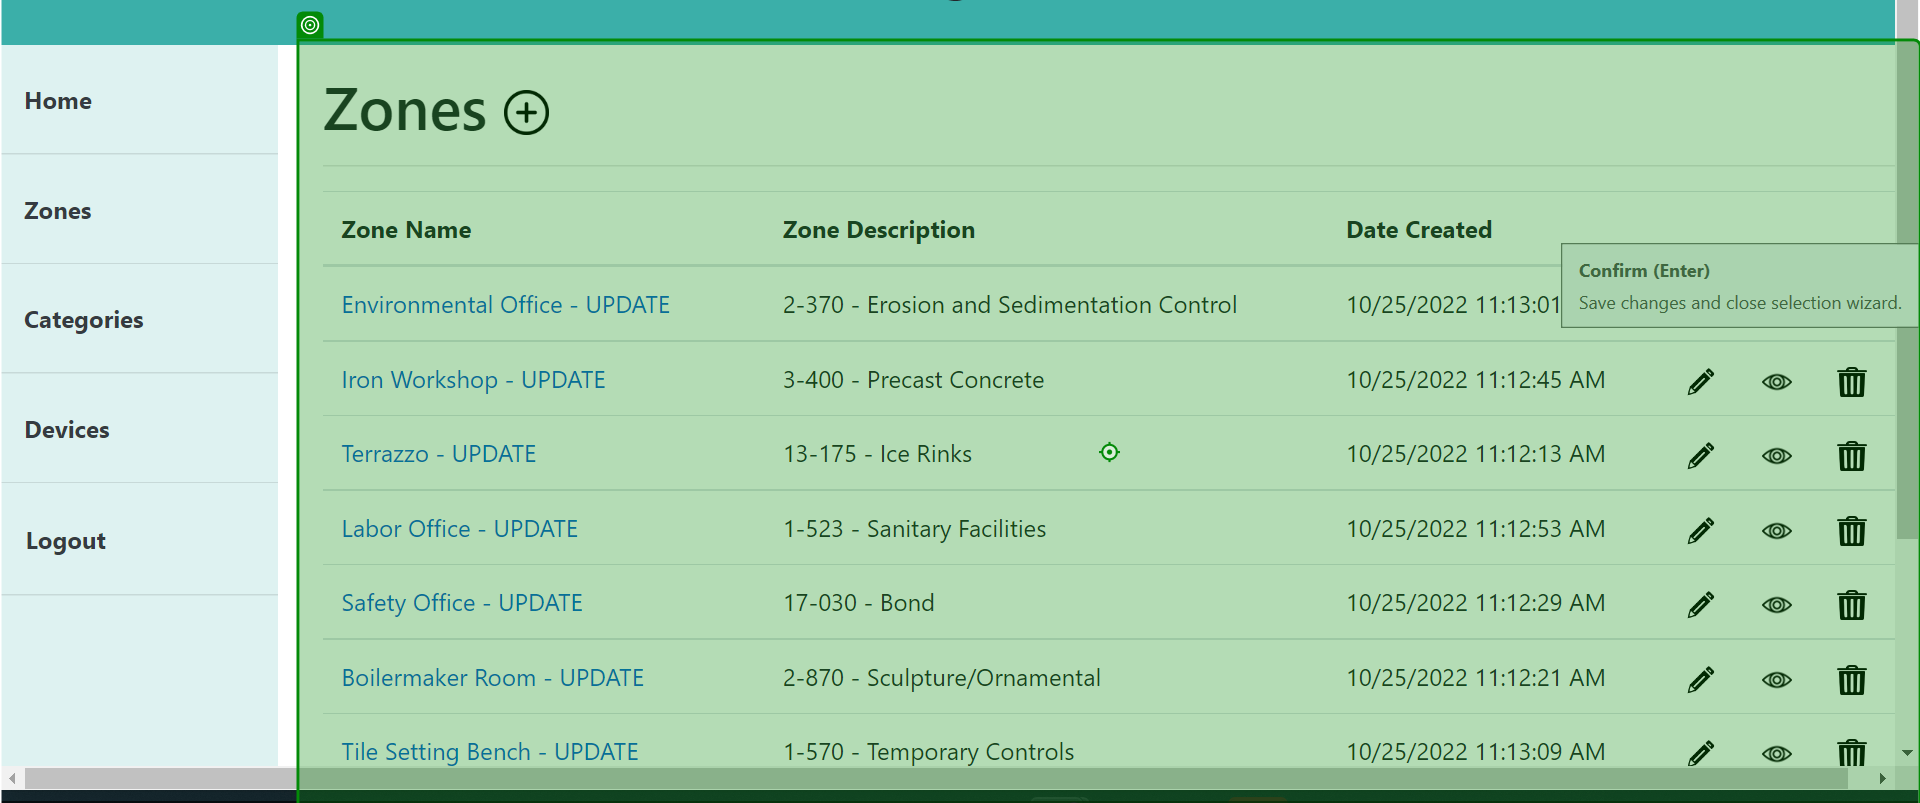 Home
Zones
Categories
Devices
Logout
Zones
Zone Name Zone Description Date Created
Confirm (Enter)
Save changes and close selection wizard.
Environmental Office - UPDATE 2-370 - Erosion and Sedimentation Control 10/25/2022 11:13:01
Iron Workshop - UPDATE 3-400 - Precast Concrete 10/25/2022 11:12:45 AM
Terrazzo - UPDATE 13-175 - Ice Rinks 10/25/2022 11:12:13 AM
Labor Office - UPDATE 1-523 - Sanitary Facilities 10/25/2022 11:12:53 AM
Safety Office - UPDATE 17-030 - Bond 10/25/2022 11:12:29 AM
Boilermaker Room - UPDATE 2-870 - Sculpture/Ornamental 10/25/2022 11:12:21 AM
Tile Setting Bench - UPDATE 1-570 - Temporary Controls 10/25/2022 11:13:09 AM